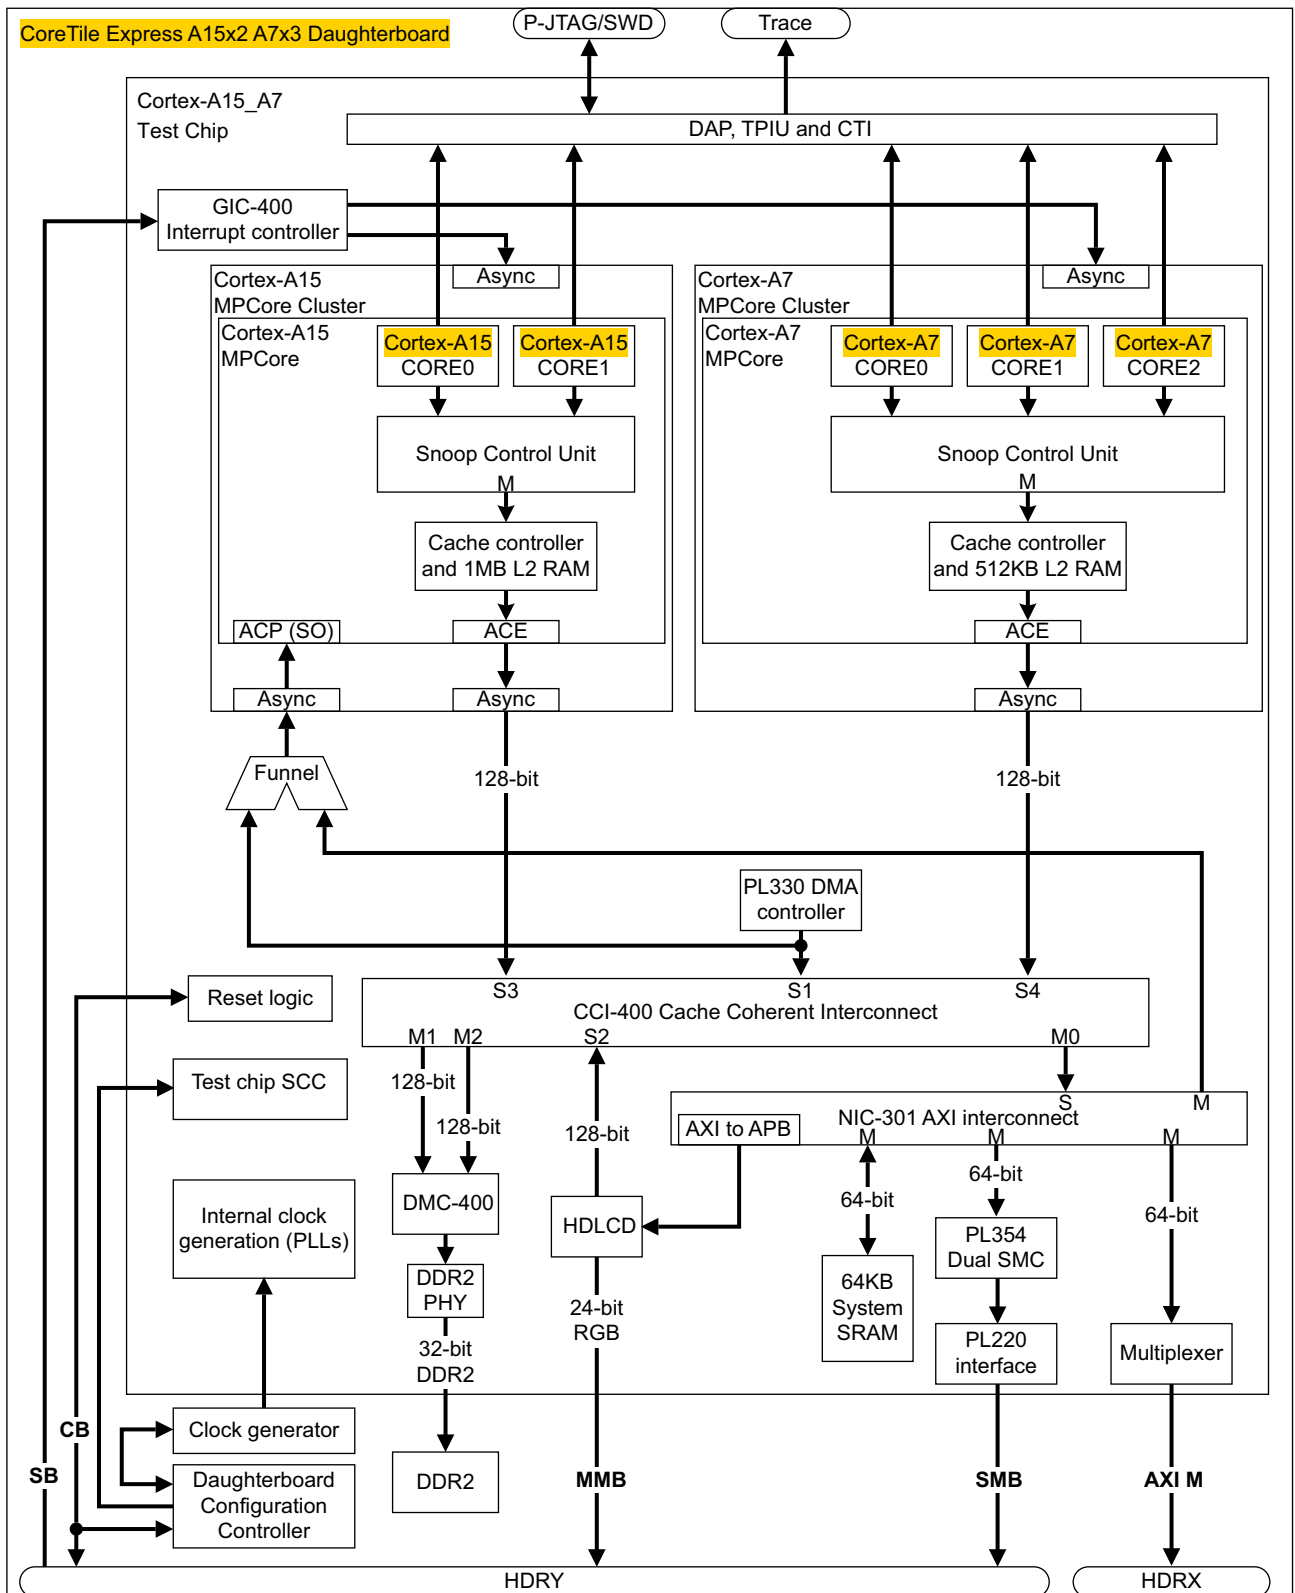 CoreTile Express A15x2 A7x3 Daughterboard
P-JTAG/SWD
Trace
Cortex-A15_A7
Test Chip
DAP, TPIU and CTI
GIC-400
Interrupt controller
Cortex-A15
MPCore Cluster
Async
Cortex-A15
MPCore
Cortex-A15
CORE0
Cortex-A15
CORE1
Snoop Control Unit
M
Cache controller
and 1MB L2 RAM
ACP (SO)
ACE
Async
Async
Cortex-A7
MPCore Cluster
Async
Cortex-A7
MPCore
Cortex-A7
CORE0
Cortex-A7
CORE1
Cortex-A7
CORE2
Snoop Control Unit
M
Cache controller
and 512KB L2 RAM
ACE
Async
Funnel
128-bit
128-bit
PL330 DMA
controller
Reset logic
S3
S1
S4
CCI-400 Cache Coherent Interconnect
M1
M2
S2
M0
Test chip SCC
128-bit
128-bit
128-bit
S
M
NIC-301 AXI interconnect
AXI to APB
M
M
M
Internal clock
generation (PLLs)
DMC-400
HDLCD
64-bit
64-bit
64-bit
PL354
Dual SMC
DDR2
PHY
24-bit
RGB
64KB
System
SRAM
32-bit
DDR2
PL220
interface
Multiplexer
CB
Clock generator
SB
Daughterboard
Configuration
Controller
DDR2
MMB
SMB
AXI M
HDRY
HDRX